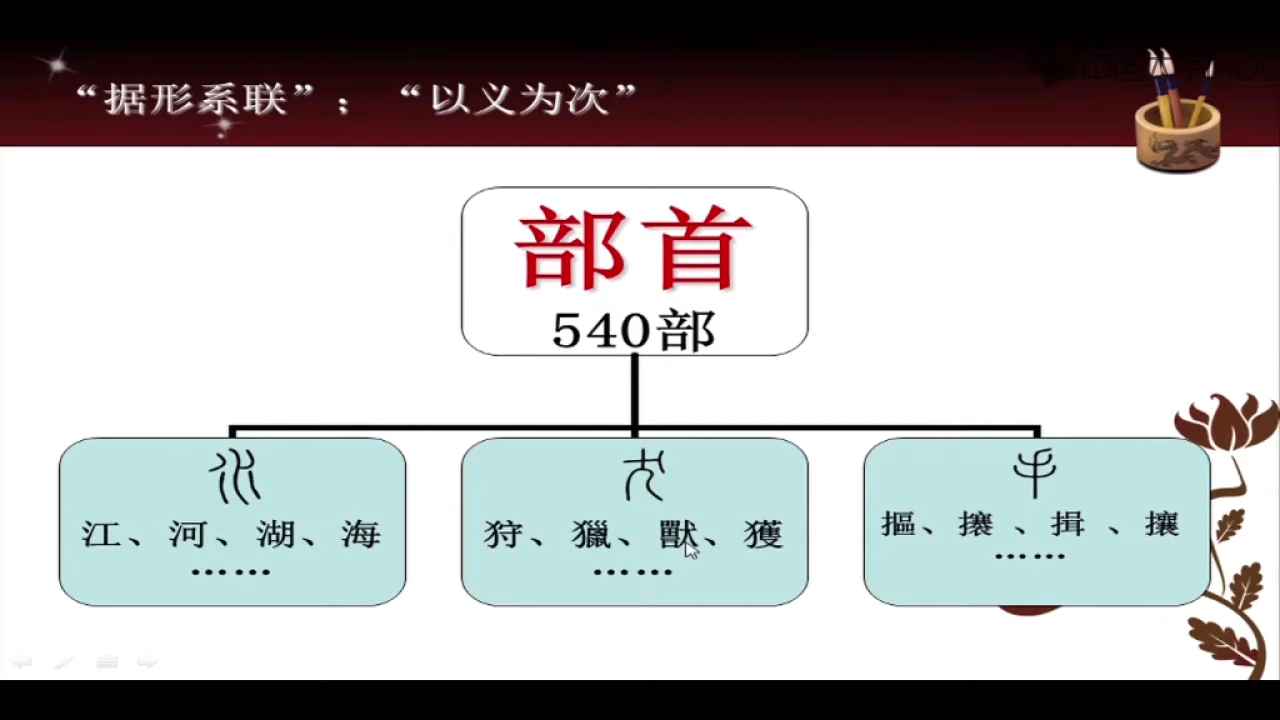 “据形系联”；“以义为次”
部首
540部
江、河、湖、海
……
狩、獵、獸、獲
……
摳、攘、揖、攘
……